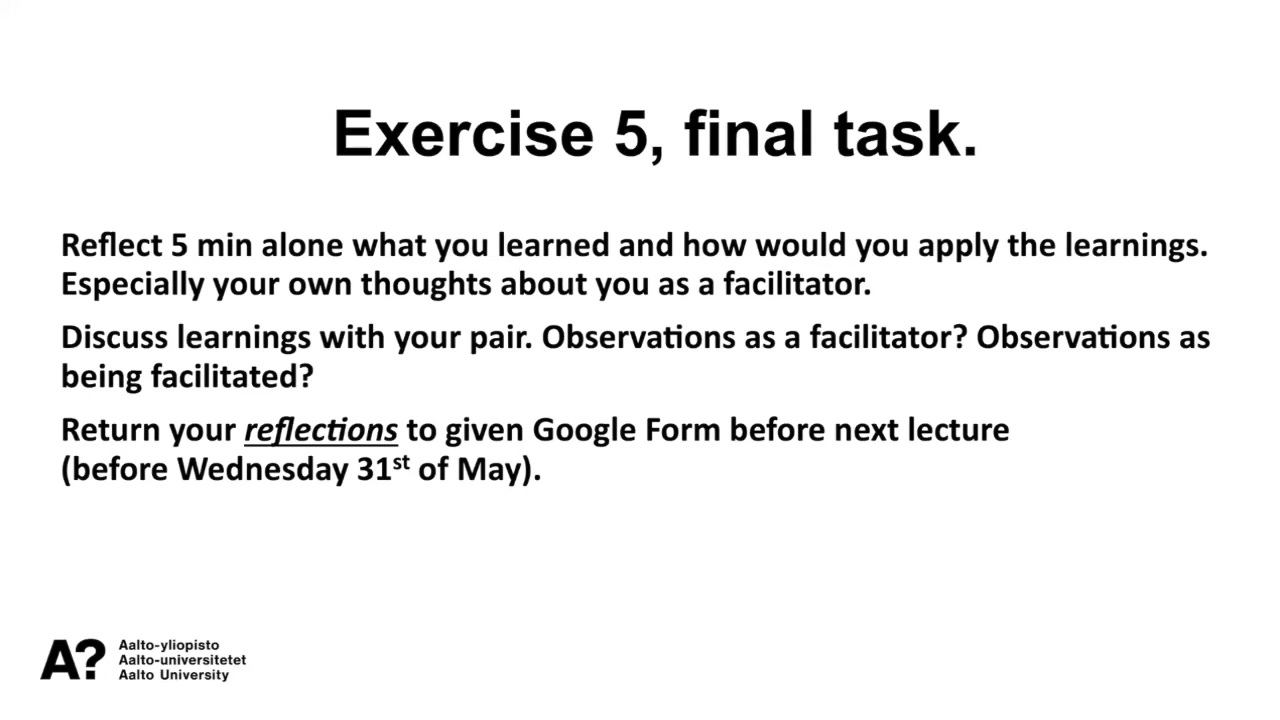 Exercise 5, final task.
Reflect 5 min alone what you learned and how would you apply the learnings.
Especially your own thoughts about you as a facilitator.
Discuss learnings with your pair. Observations as a facilitator? Observations as
being facilitated?
Return your reflections to given Google Form before next lecture
(before Wednesday 31st of May).
A?
Aalto-yliopisto
Aalto-universitetet
Aalto University